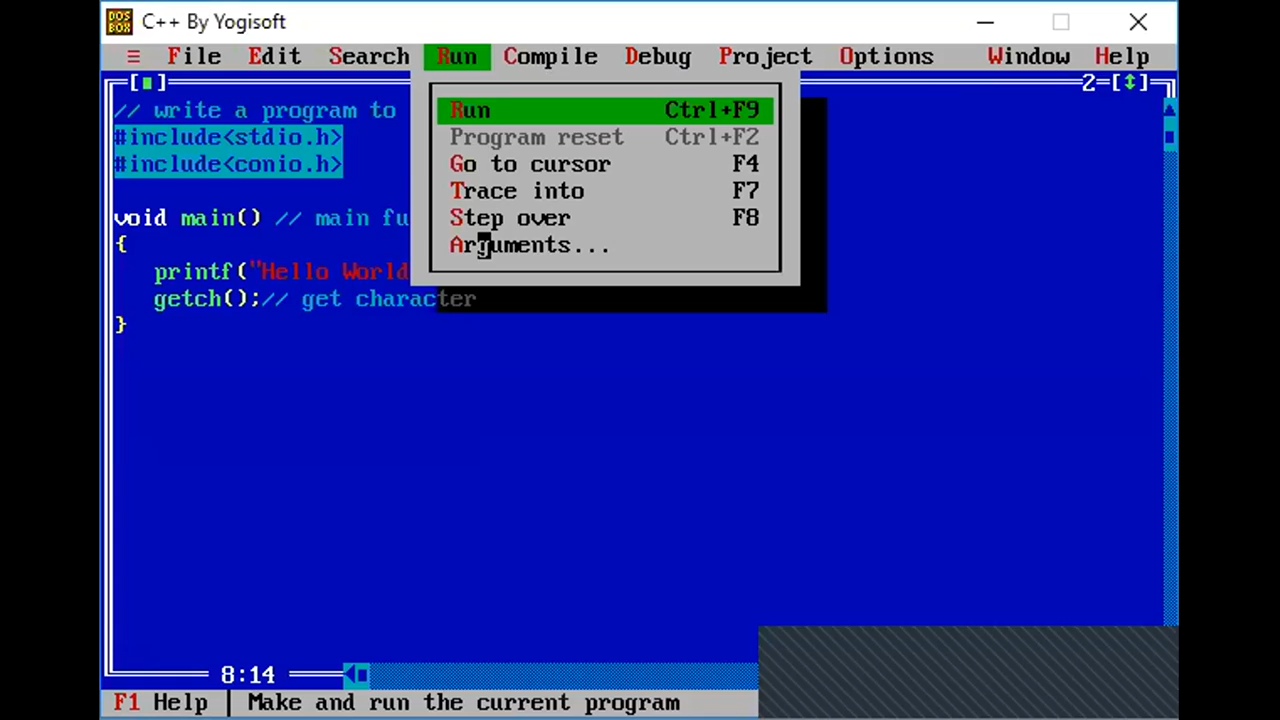 DOS BOX C++ By Yogisoft
≡ File Edit Search Run Compile Debug Project Options Window Help
[■] 2=[↕]
// write a program to
#include<stdio.h>
#include<conio.h>
void main() // main fu
{
printf("Hello World
getch();// get character
}
Run Ctrl+F9
Program reset Ctrl+F2
Go to cursor F4
Trace into F7
Step over F8
Arguments...
8:14
F1 Help | Make and run the current program